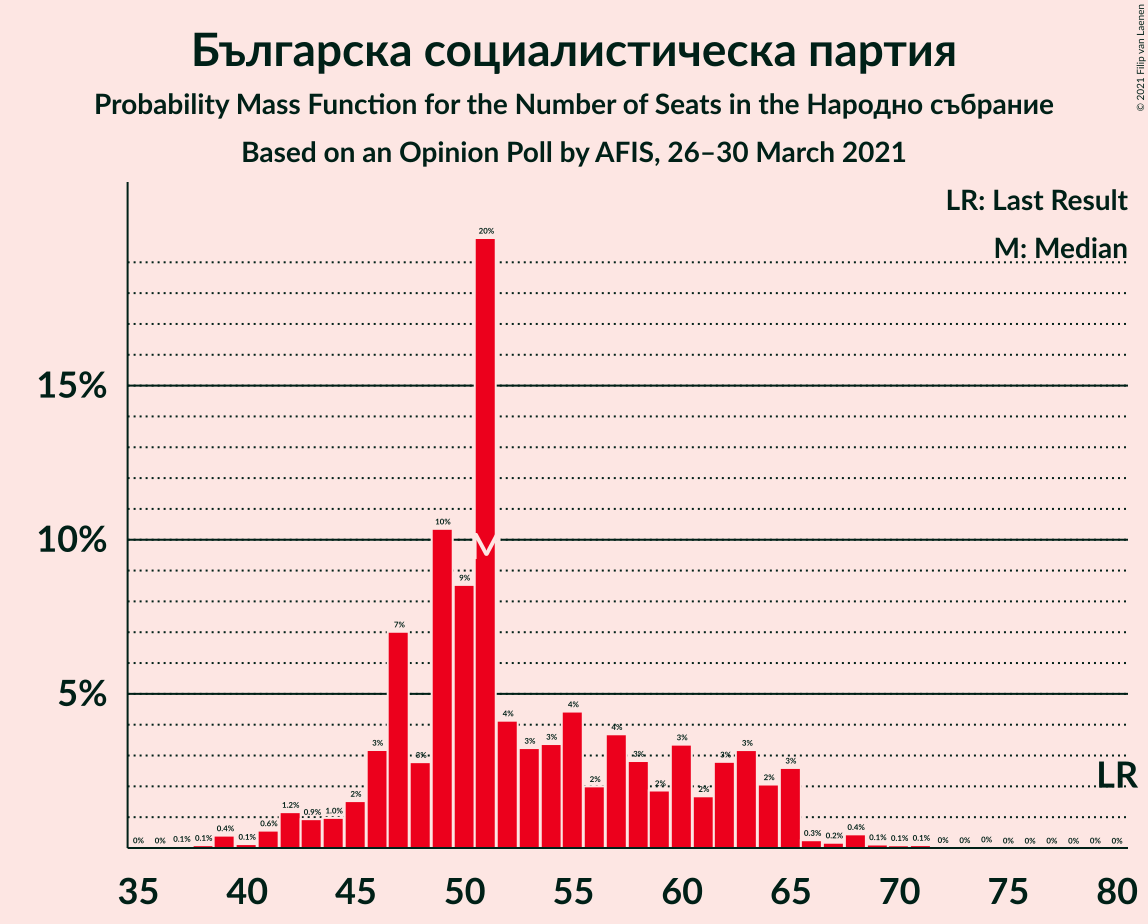 Българска социалистическа партия
Probability Mass Function for the Number of Seats in the Народно събрание
Based on an Opinion Poll by AFIS, 26–30 March 2021
© 2021 Filip van Laenen
LR: Last Result
M: Median
15%
10%
5%
0% 0% 0.1% 0.1% 0.4% 0.1% 0.6% 1.2% 0.9% 1.0% 2% 3% 7% 3% 10% 9% 20% 4% 3% 3% 4% 2% 4% 3% 2% 3% 2% 3% 3% 2% 3% 0.3% 0.2% 0.4% 0.1% 0.1% 0.1% 0% 0% 0% 0% 0% 0% 0% 0% 0%
LR
35 40 45 50 55 60 65 70 75 80